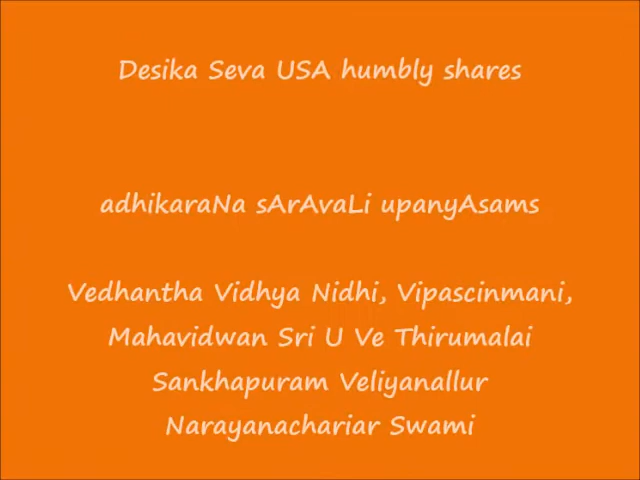 Desika Seva USA humbly shares
adhikaraNa sArAvaLi upanyAsams
Vedhantha Vidhya Nidhi, Vipascinmani,
Mahavidwan Sri U Ve Thirumalai
Sankhapuram Veliyanallur
Narayanachariar Swami